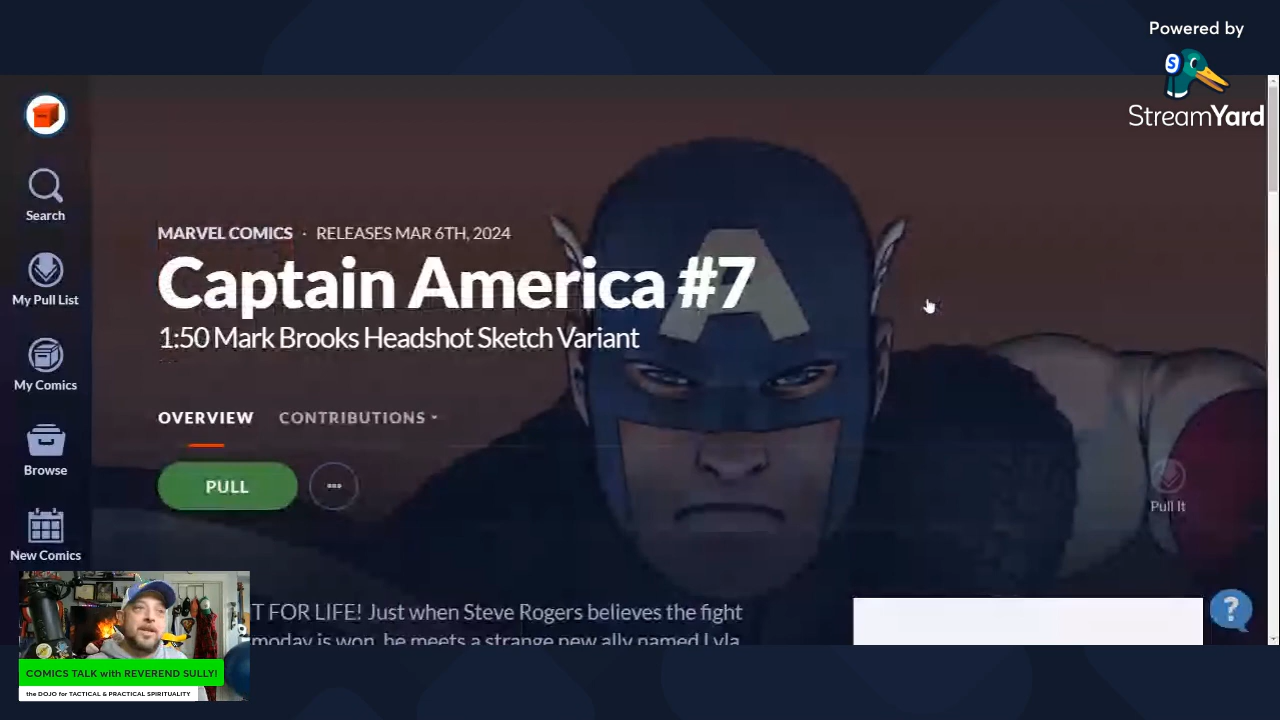 Powered by
StreamYard
Search
My Pull List
My Comics
Browse
New Comics
MARVEL COMICS · RELEASES MAR 6TH, 2024
Captain America #7
1:50 Mark Brooks Headshot Sketch Variant
OVERVIEW CONTRIBUTIONS
PULL
Pull It
T FOR LIFE! Just when Steve Rogers believes the fight
moday is won, he meets a strange new ally named Lyla
?
A
S
COMICS TALK with REVEREND SULLY!
the DOJO for TACTICAL & PRACTICAL SPIRITUALITY